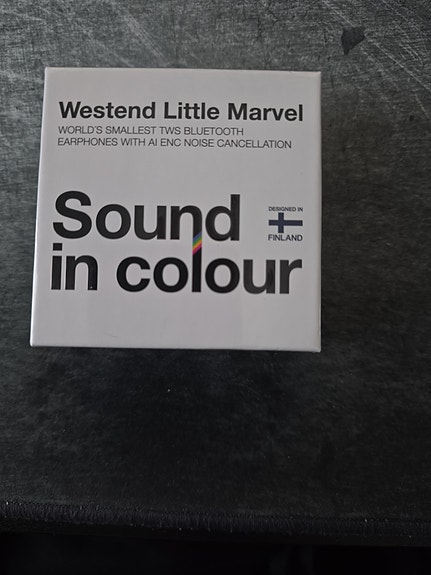 Westend Little Marvel
WORLD'S SMALLEST TWS BLUETOOTH
EARPHONES WITH AI ENC NOISE CANCELLATION
Sound
in colour
DESIGNED IN
FINLAND